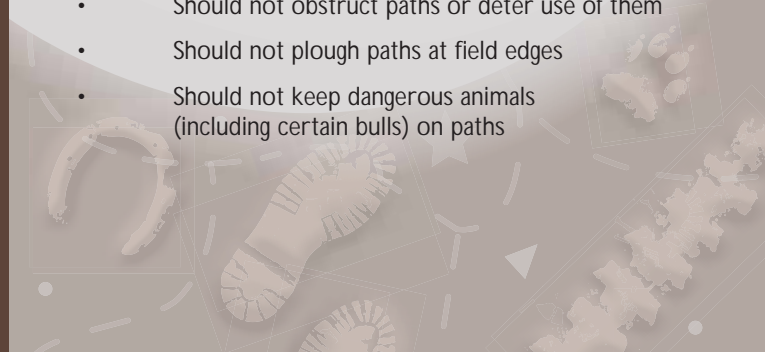 • Should not obstruct paths or deter use of them
• Should not plough paths at field edges
• Should not keep dangerous animals
(including certain bulls) on paths